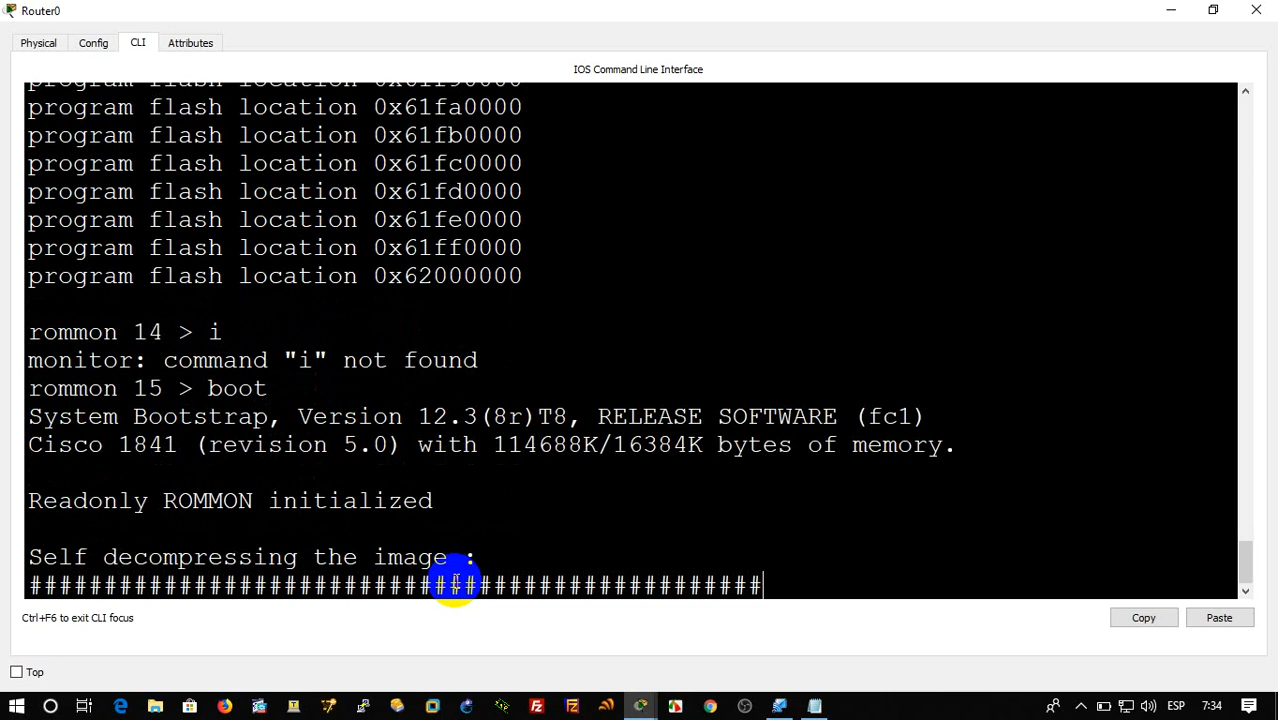 Router0
Physical
Config
CLI
Attributes
IOS Command Line Interface
program flash location 0x61fa0000
program flash location 0x61fb0000
program flash location 0x61fc0000
program flash location 0x61fd0000
program flash location 0x61fe0000
program flash location 0x61ff0000
program flash location 0x62000000
rommon 14 > i
monitor: command "i" not found
rommon 15 > boot
System Bootstrap, Version 12.3(8r)T8, RELEASE SOFTWARE (fc1)
Cisco 1841 (revision 5.0) with 114688K/16384K bytes of memory.
Readonly ROMMON initialized
Self decompressing the image :
#################################################
Ctrl+F6 to exit CLI focus
Copy
Paste
Top
ESP
7:34